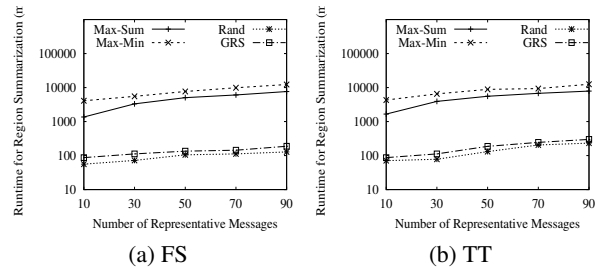 Runtime for Region Summarization (m
Max-Sum
Max-Min
Rand
GRS
100000
10000
1000
100
10
10 30 50 70 90
Number of Representative Messages
(a) FS
Runtime for Region Summarization (m
Max-Sum
Max-Min
Rand
GRS
100000
10000
1000
100
10
10 30 50 70 90
Number of Representative Messages
(b) TT